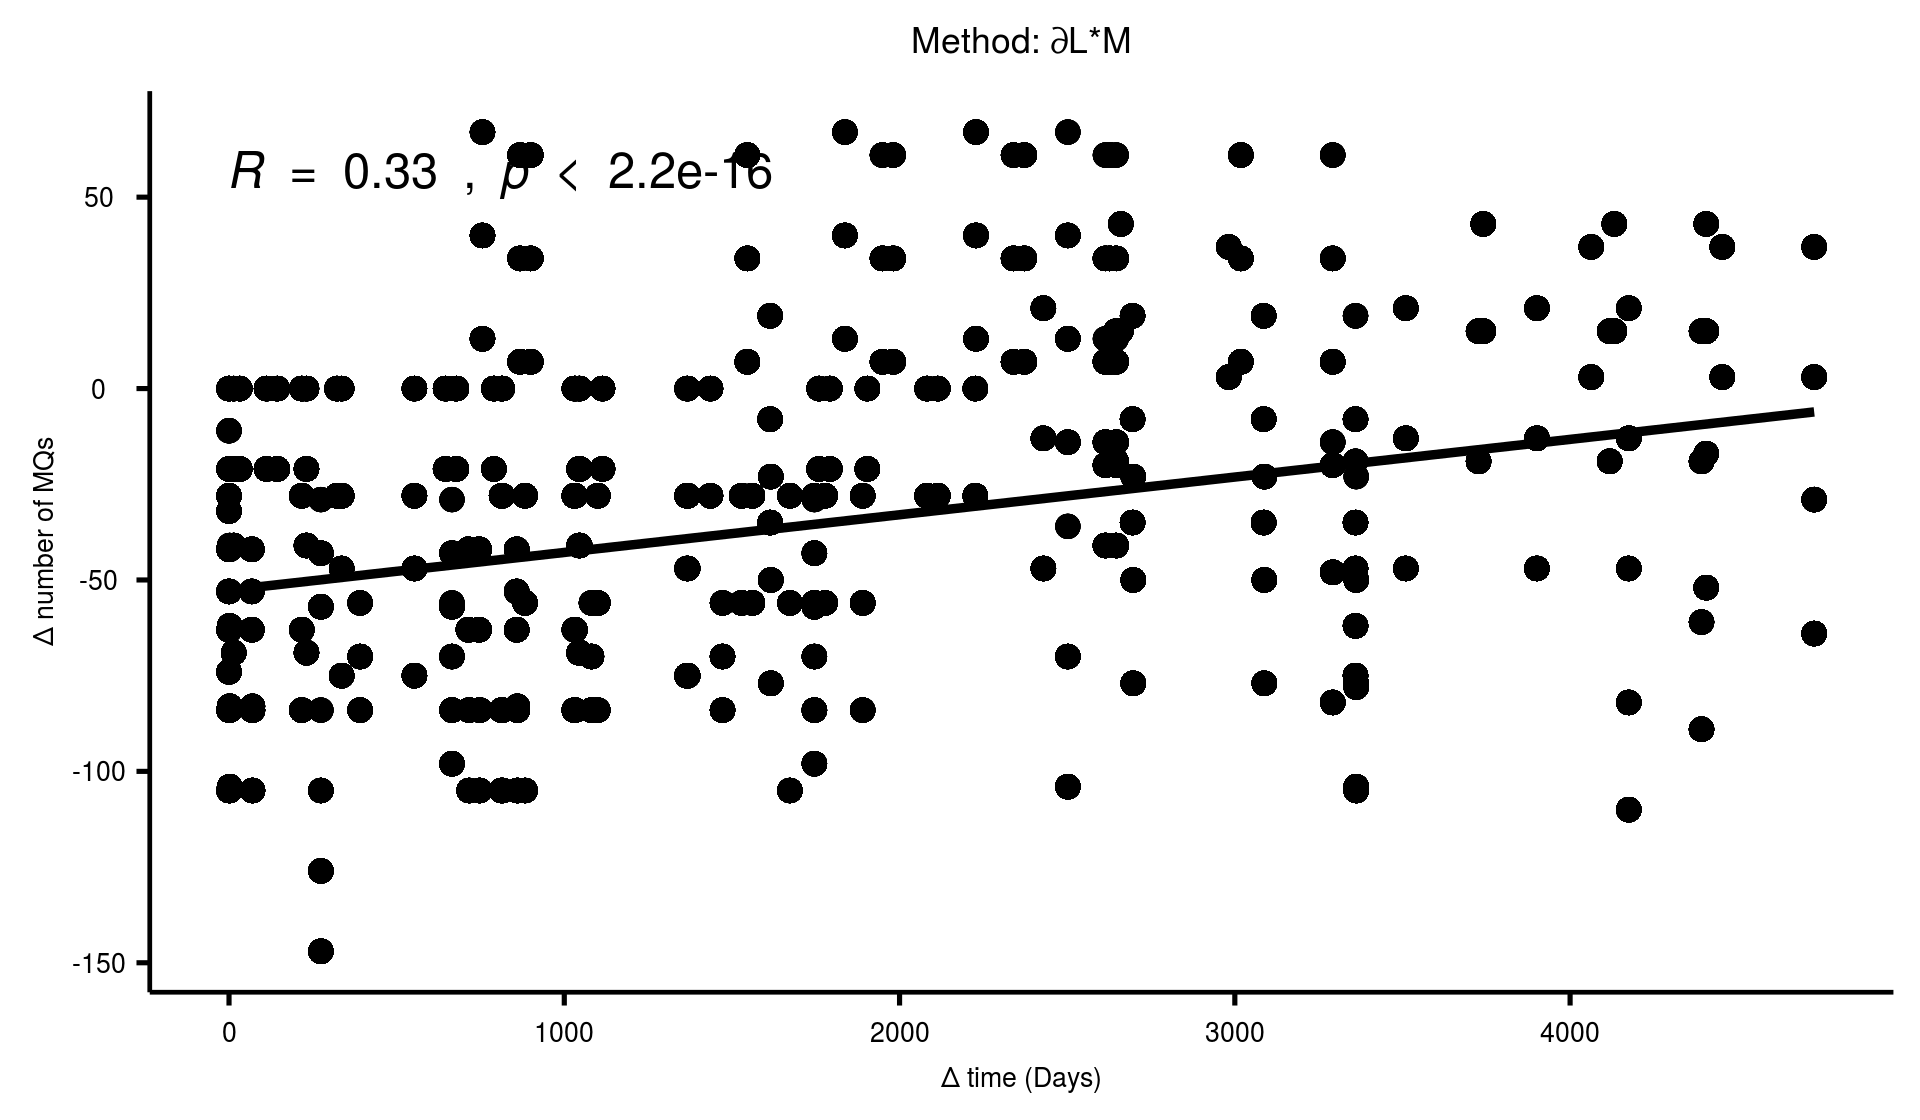 Method: ∂L*M
R = 0.33 , p < 2.2e-16
50
0
-50
-100
-150
Δ number of MQs
0 1000 2000 3000 4000
Δ time (Days)